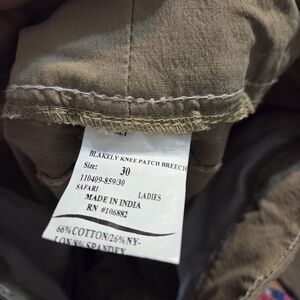 BLAKELY KNEE PATCH BREECH
Size: 30
110409-859/30
SAFARI LADIES
MADE IN INDIA
RN #106882
66% COTTON/26% NY-
LON 8% SPANDEX